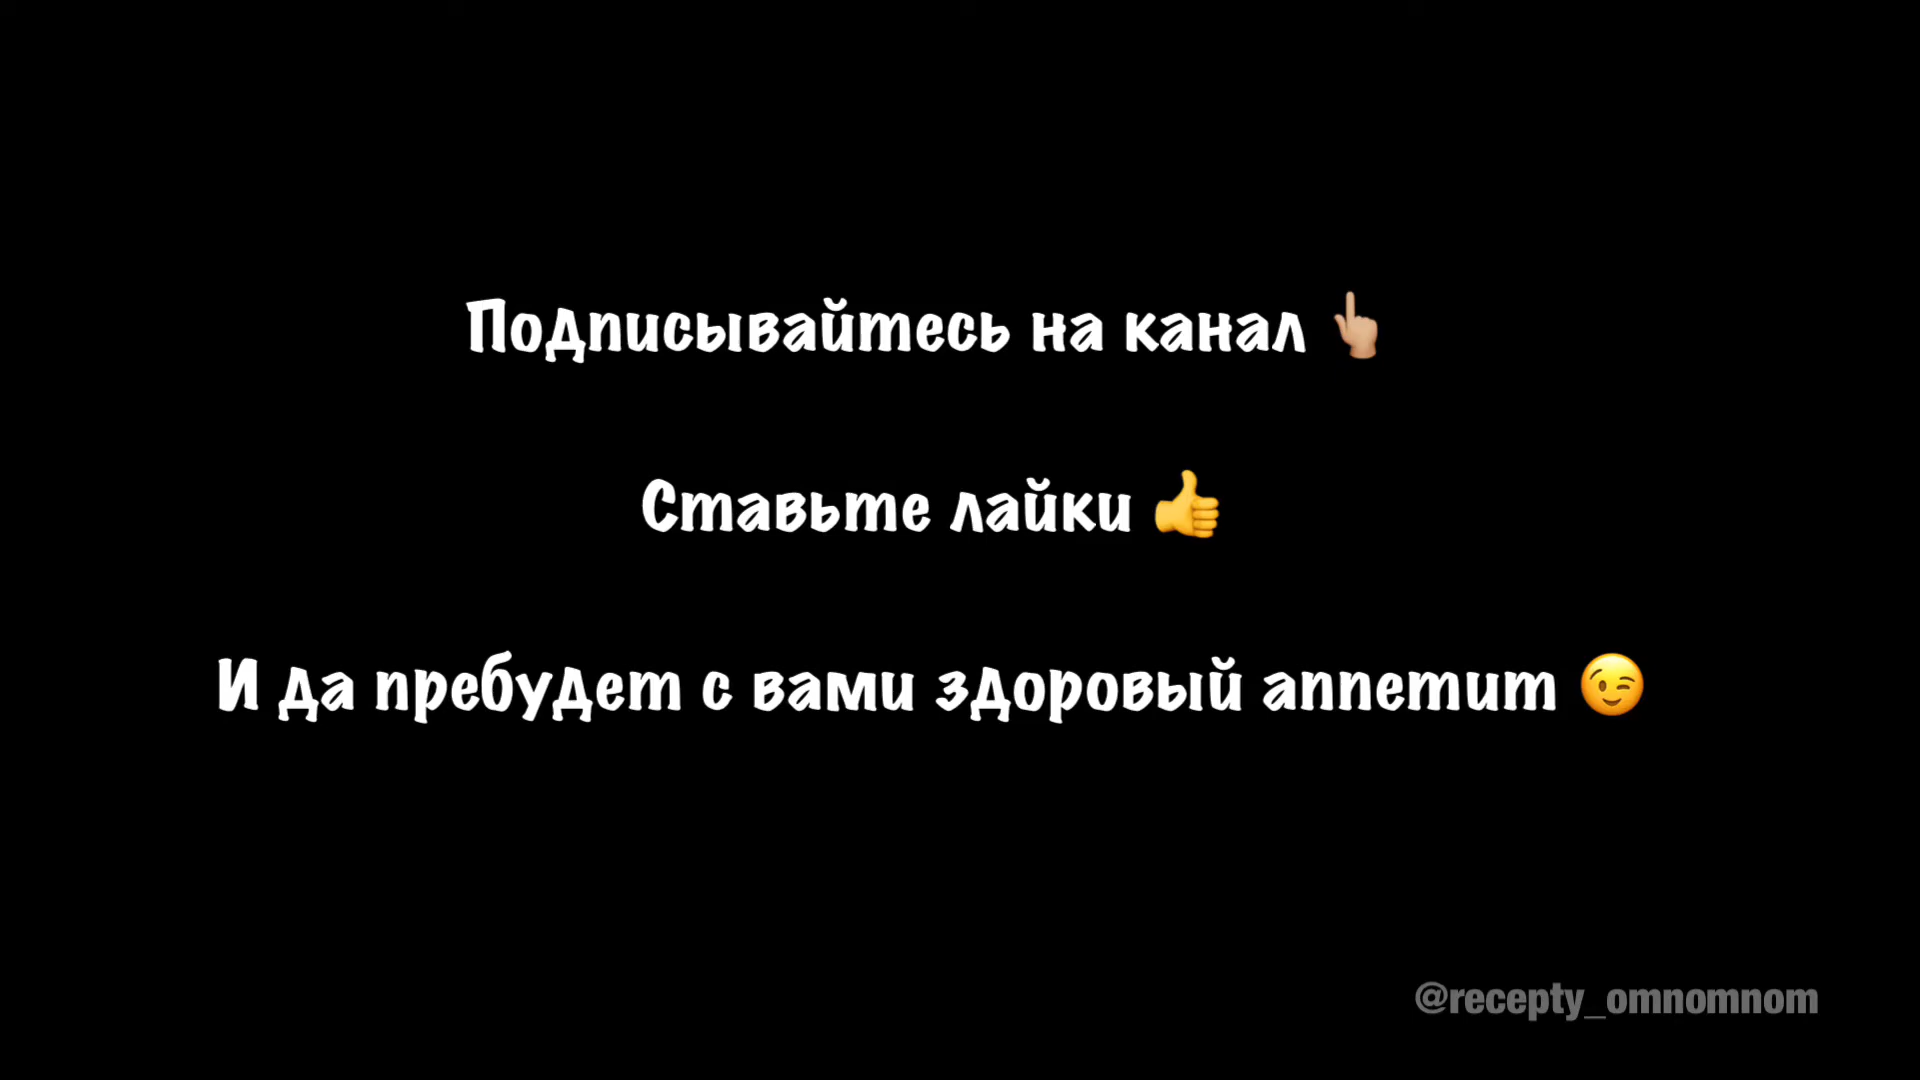 Подписывайтесь на канал 👆🏼
Ставьте лайки 👍
И да пребудет с вами здоровый аппетит 😉
@recepty_omnomnom